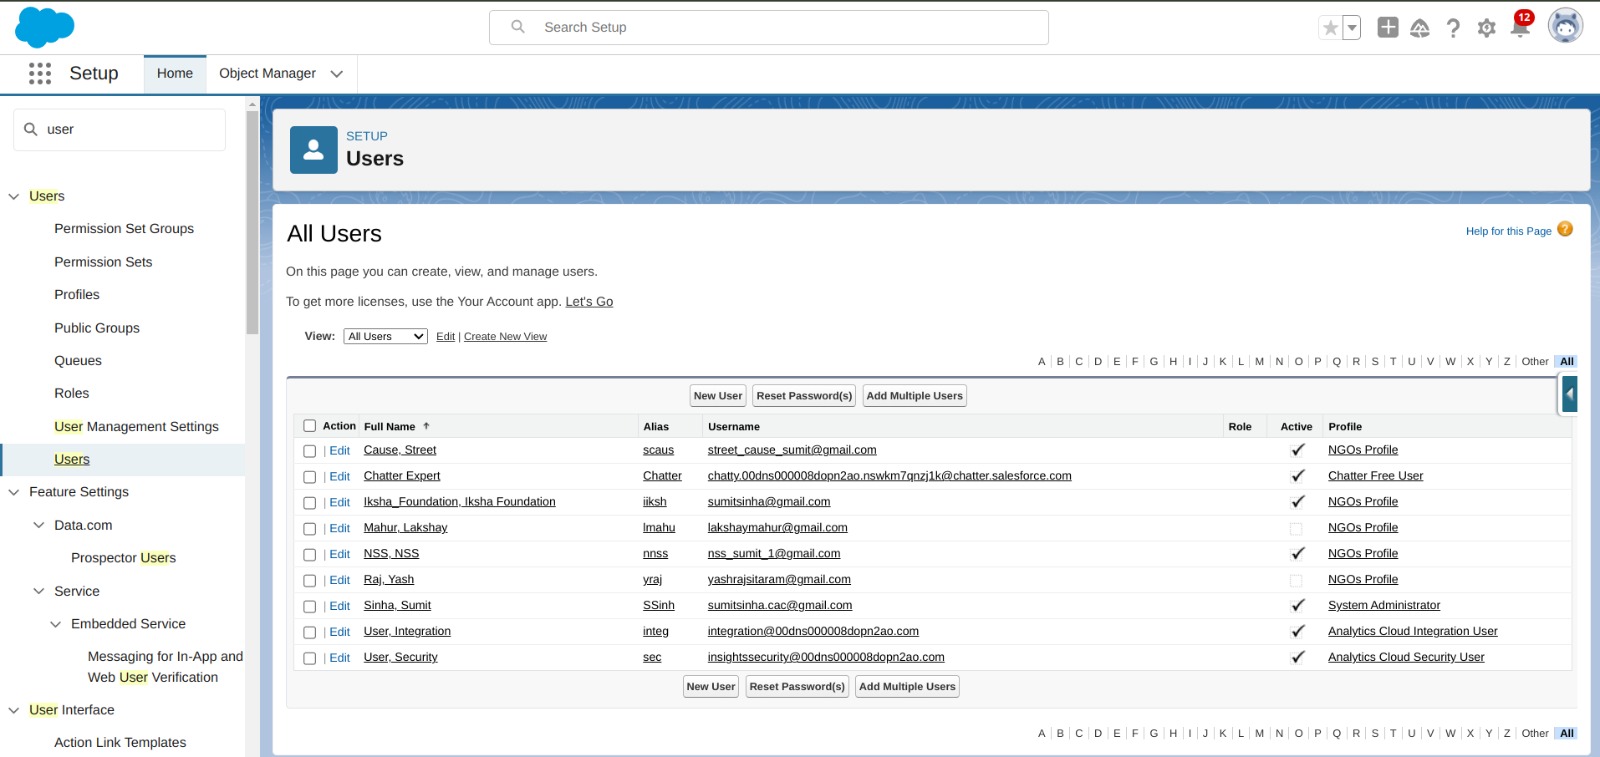 Search Setup
12
Setup
Home
Object Manager
user
Users
Permission Set Groups
Permission Sets
Profiles
Public Groups
Queues
Roles
User Management Settings
Users
Feature Settings
Data.com
Prospector Users
Service
Embedded Service
Messaging for In-App and
Web User Verification
User Interface
Action Link Templates
SETUP
Users
All Users
Help for this Page ?
On this page you can create, view, and manage users.
To get more licenses, use the Your Account app. Let's Go
View: All Users Edit | Create New View
A | B | C | D | E | F | G | H | I | J | K | L | M | N | O | P | Q | R | S | T | U | V | W | X | Y | Z | Other All
New User Reset Password(s) Add Multiple Users
Action Full Name ↑ Alias Username Role Active Profile
| Edit Cause, Street scaus street_cause_sumit@gmail.com ✓ NGOs Profile
| Edit Chatter Expert Chatter chatty.00dns000008dopn2ao.nswkm7qnzj1k@chatter.salesforce.com ✓ Chatter Free User
| Edit Iksha_Foundation, Iksha Foundation iiksh sumitsinha@gmail.com ✓ NGOs Profile
| Edit Mahur, Lakshay lmahu lakshaymahur@gmail.com NGOs Profile
| Edit NSS, NSS nnss nss_sumit_1@gmail.com ✓ NGOs Profile
| Edit Raj, Yash yraj yashrajsitaram@gmail.com NGOs Profile
| Edit Sinha, Sumit SSinh sumitsinha.cac@gmail.com ✓ System Administrator
| Edit User, Integration integ integration@00dns000008dopn2ao.com ✓ Analytics Cloud Integration User
| Edit User, Security sec insightssecurity@00dns000008dopn2ao.com ✓ Analytics Cloud Security User
New User Reset Password(s) Add Multiple Users
A | B | C | D | E | F | G | H | I | J | K | L | M | N | O | P | Q | R | S | T | U | V | W | X | Y | Z | Other All